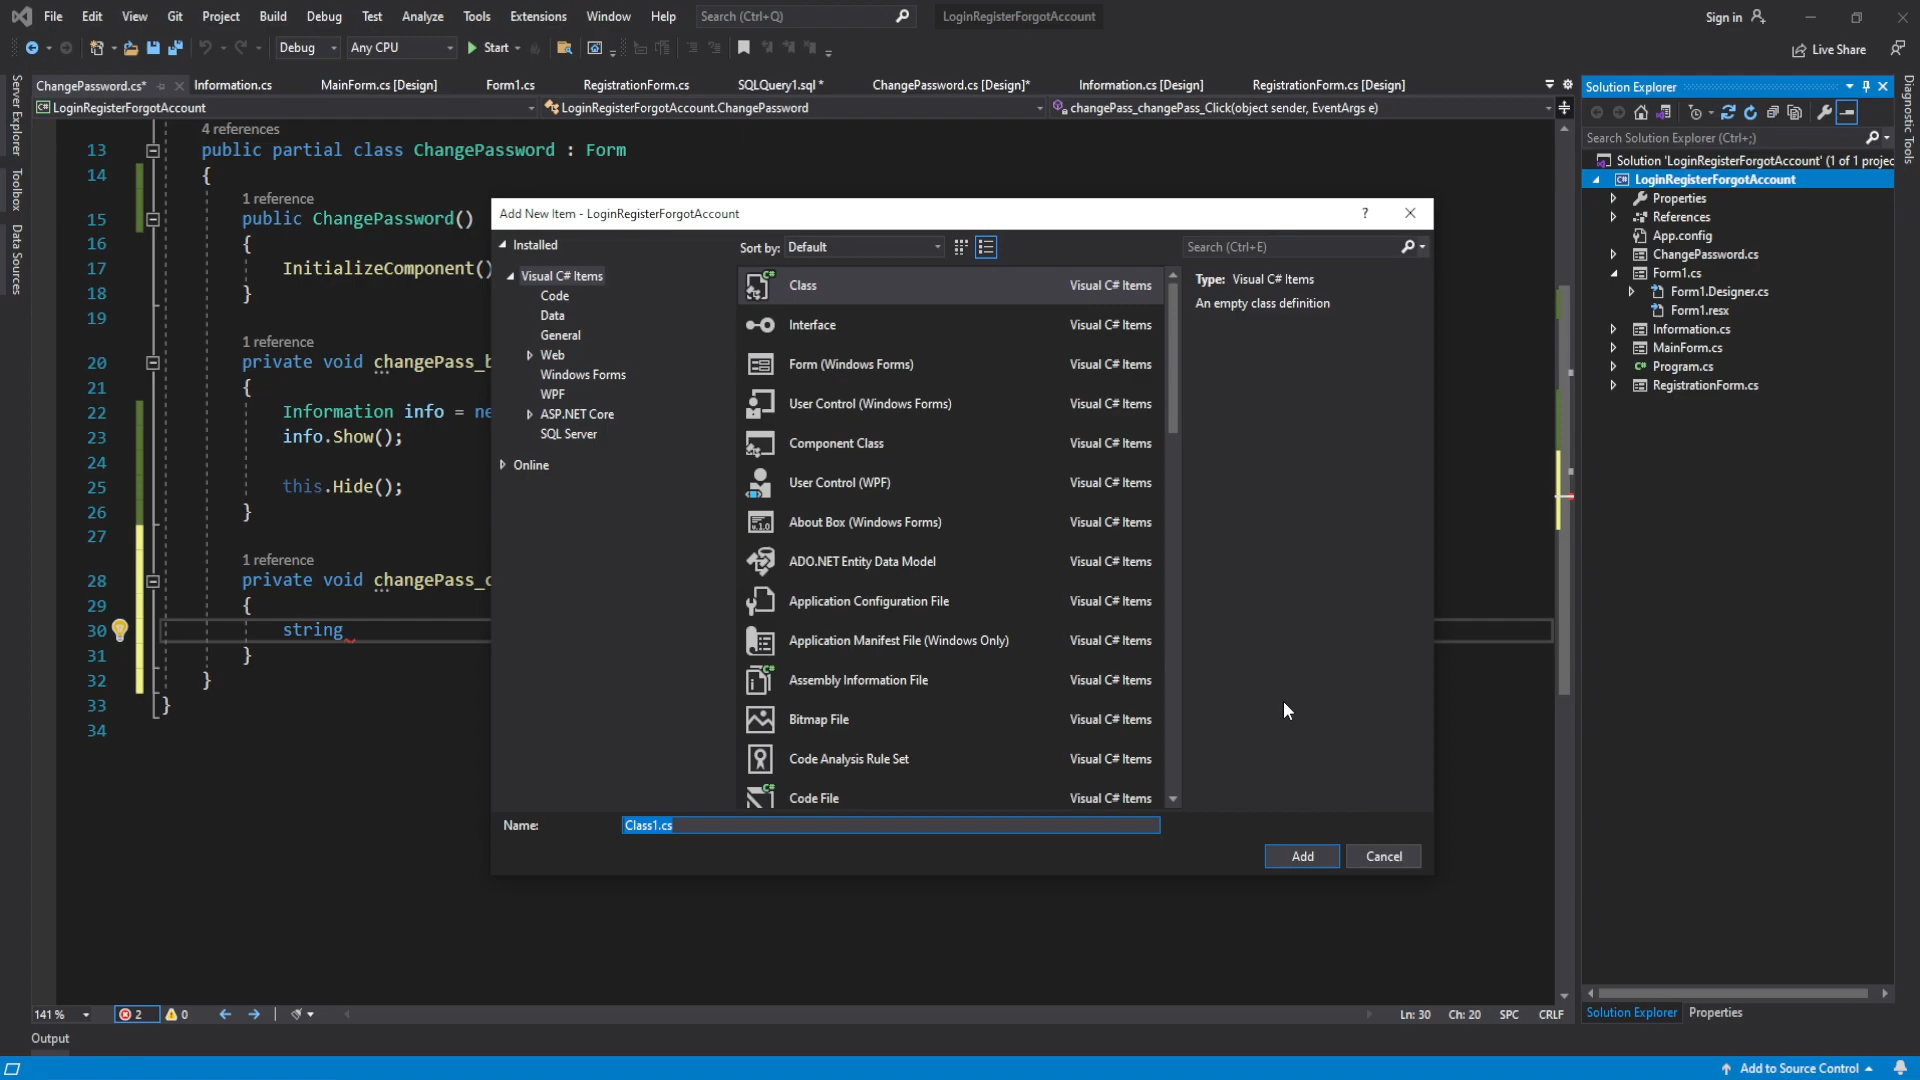 File Edit View Git Project Build Debug Test Analyze Tools Extensions Window Help Search (Ctrl+Q) LoginRegisterForgotAccount Sign in
Debug Any CPU Start Live Share
ChangePassword.cs* Information.cs MainForm.cs [Design] Form1.cs RegistrationForm.cs SQLQuery1.sql * ChangePassword.cs [Design]* Information.cs [Design] RegistrationForm.cs [Design]
LoginRegisterForgotAccount LoginRegisterForgotAccount.ChangePassword changePass_changePass_Click(object sender, EventArgs e)
Server Explorer
Toolbox
Data Sources
4 references
13 public partial class ChangePassword : Form
14 {
1 reference
15 public ChangePassword()
16 {
17 InitializeComponent()
18 }
19
1 reference
20 private void changePass_b
21 {
22 Information info = ne
23 info.Show();
24
25 this.Hide();
26 }
27
1 reference
28 private void changePass_c
29 {
30 string
31 }
32 }
33 }
34
Add New Item - LoginRegisterForgotAccount ?
Installed
Visual C# Items
Code
Data
General
Web
Windows Forms
WPF
ASP.NET Core
SQL Server
Online
Sort by: Default
Search (Ctrl+E)
Class Visual C# Items
Interface Visual C# Items
Form (Windows Forms) Visual C# Items
User Control (Windows Forms) Visual C# Items
Component Class Visual C# Items
User Control (WPF) Visual C# Items
About Box (Windows Forms) Visual C# Items
ADO.NET Entity Data Model Visual C# Items
Application Configuration File Visual C# Items
Application Manifest File (Windows Only) Visual C# Items
Assembly Information File Visual C# Items
Bitmap File Visual C# Items
Code Analysis Rule Set Visual C# Items
Code File Visual C# Items
Type: Visual C# Items
An empty class definition
Name: Class1.cs
Add Cancel
Solution Explorer
Search Solution Explorer (Ctrl+;)
Solution 'LoginRegisterForgotAccount' (1 of 1 projec
LoginRegisterForgotAccount
Properties
References
App.config
ChangePassword.cs
Form1.cs
Form1.Designer.cs
Form1.resx
Information.cs
MainForm.cs
Program.cs
RegistrationForm.cs
Solution Explorer Properties
Diagnostic Tools
141 % 2 0 Ln: 30 Ch: 20 SPC CRLF
Output
Add to Source Control